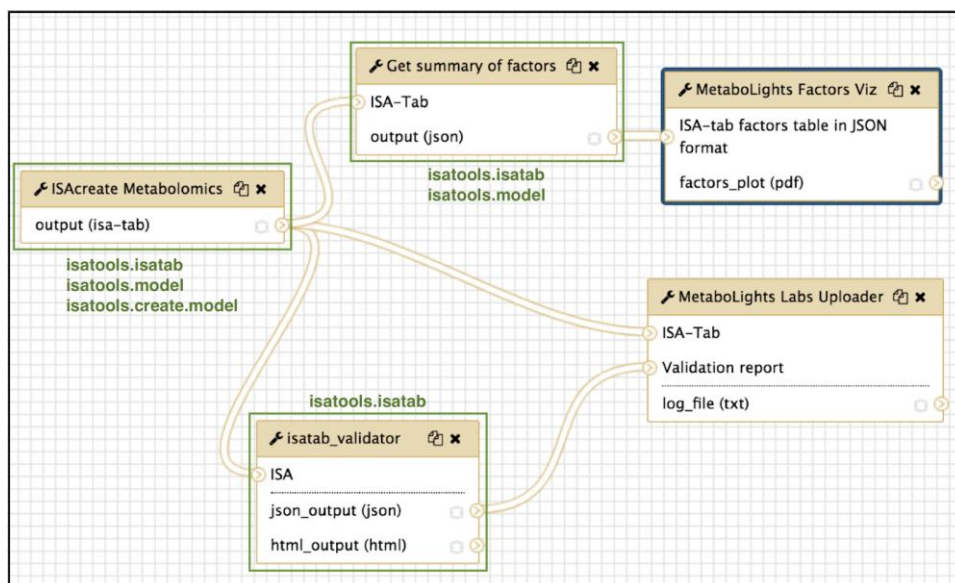 Get summary of factors
ISA-Tab
output (json)
isatools.isatab
isatools.model
MetaboLights Factors Viz
ISA-tab factors table in JSON
format
factors_plot (pdf)
ISAcreate Metabolomics
output (isa-tab)
isatools.isatab
isatools.model
isatools.create.model
MetaboLights Labs Uploader
ISA-Tab
Validation report
log_file (txt)
isatools.isatab
isatab_validator
ISA
json_output (json)
html_output (html)